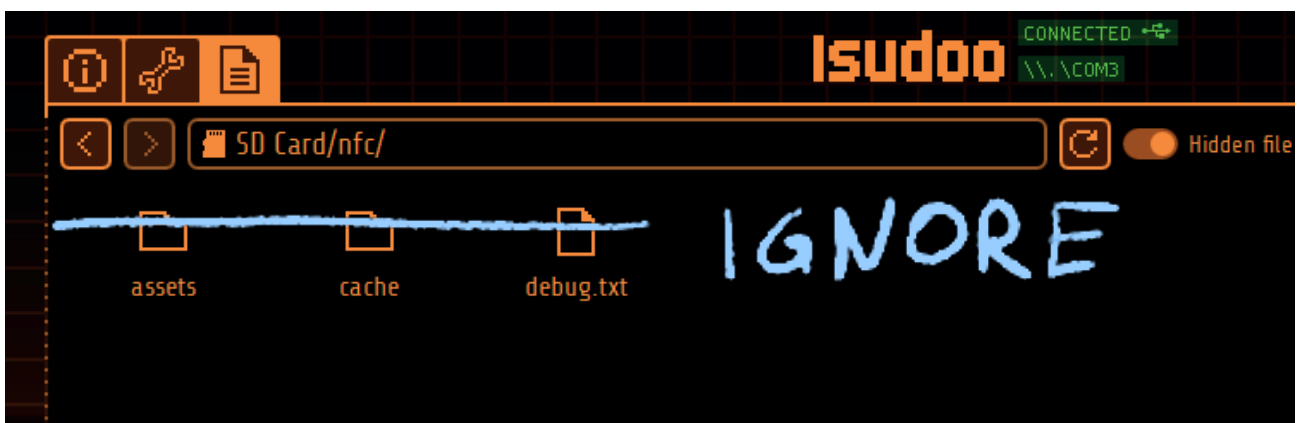 Isudoo
CONNECTED
\\.\COM3
SD Card/nfc/
Hidden file
IGNORE
assets cache debug.txt